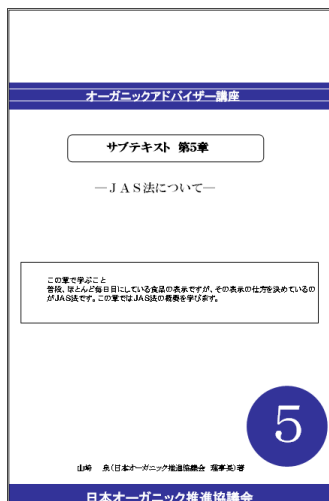 オーガニックアドバイザー講座
サブテキスト 第5章
―ＪＡＳ法について―
この章で学ぶこと
普段、ほとんど毎日目にしている食品の表示ですが、その表示の仕方を決めているの
がJAS法です。この章ではJAS法の概要を学びます。
5
山崎 泉(日本オーガニック推進協議会 理事長)著
日本オーガニック推進協議会